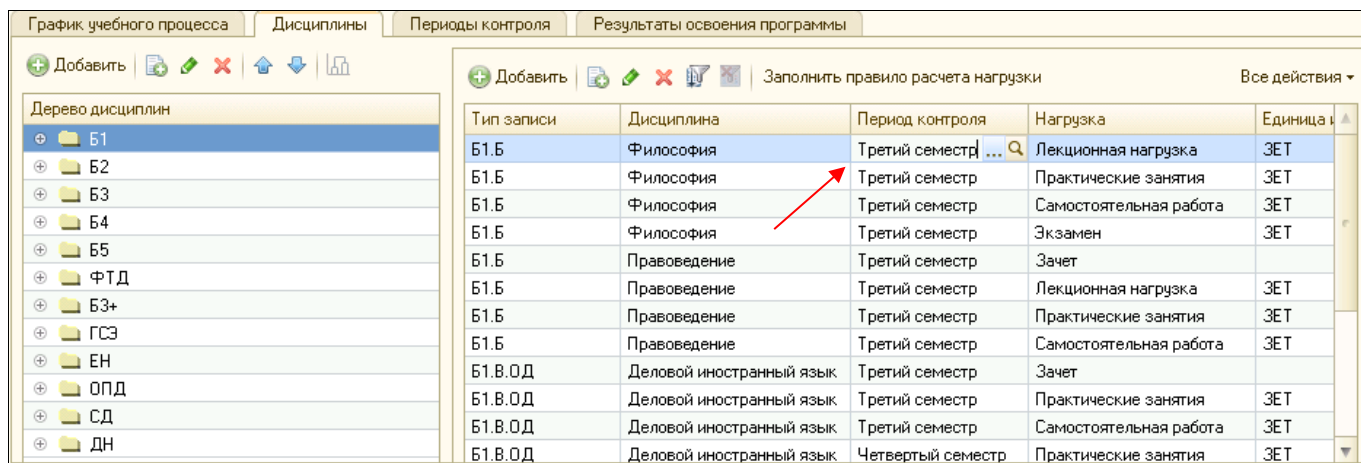 График учебного процесса Дисциплины Периоды контроля Результаты освоения программы
Добавить
Дерево дисциплин
Б1
Б2
Б3
Б4
Б5
ФТД
Б3+
ГСЭ
ЕН
ОПД
СД
ДН
Добавить Заполнить правило расчета нагрузки Все действия
Тип записи Дисциплина Период контроля Нагрузка Единица и
Б1.Б Философия Третий семестр ... Лекционная нагрузка ЗЕТ
Б1.Б Философия Третий семестр Практические занятия ЗЕТ
Б1.Б Философия Третий семестр Самостоятельная работа ЗЕТ
Б1.Б Философия Третий семестр Экзамен ЗЕТ
Б1.Б Правоведение Третий семестр Зачет
Б1.Б Правоведение Третий семестр Лекционная нагрузка ЗЕТ
Б1.Б Правоведение Третий семестр Практические занятия ЗЕТ
Б1.Б Правоведение Третий семестр Самостоятельная работа ЗЕТ
Б1.В.ОД Деловой иностранный язык Третий семестр Зачет
Б1.В.ОД Деловой иностранный язык Третий семестр Практические занятия ЗЕТ
Б1.В.ОД Деловой иностранный язык Третий семестр Самостоятельная работа ЗЕТ
Б1.В.ОД Деловой иностранный язык Четвертый семестр Практические занятия ЗЕТ